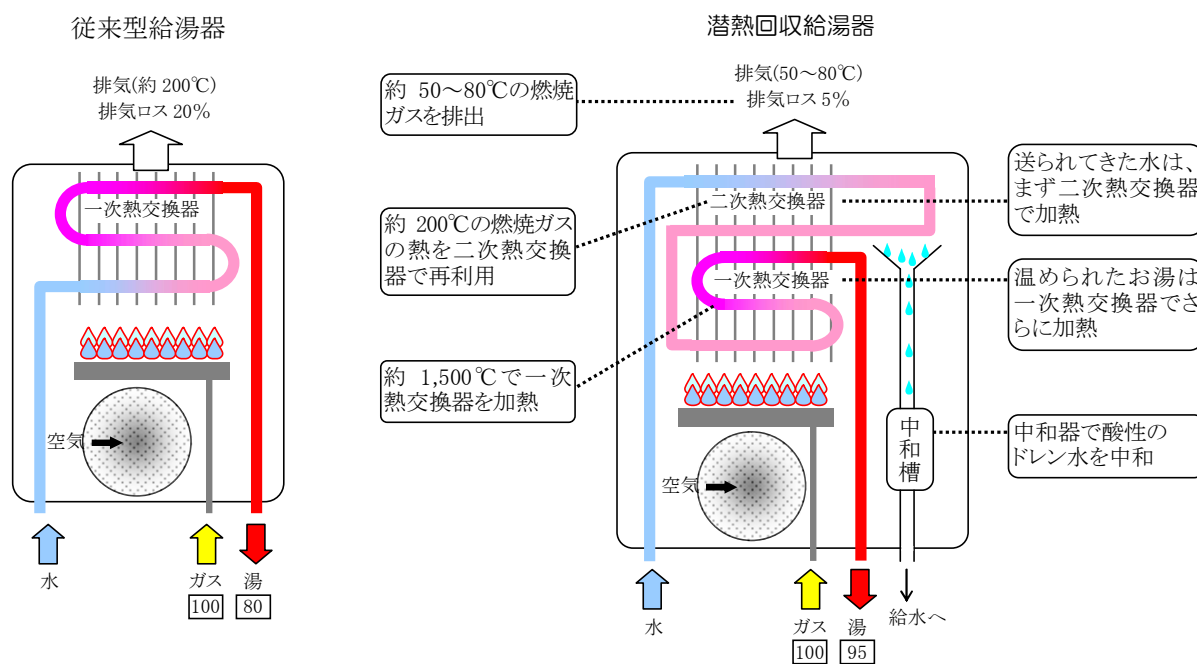 従来型給湯器
排気(約 200℃)
排気ロス 20%
一次熱交換器
空気
水
ガス
100
湯
80
潜熱回収給湯器
排気(50～80℃)
排気ロス 5%
約 50～80℃の燃焼
ガスを排出
約 200℃の燃焼ガス
の熱を二次熱交換
器で再利用
約 1,500℃で一次
熱交換器を加熱
二次熱交換器
一次熱交換器
空気
中
和
槽
送られてきた水は、
まず二次熱交換器
で加熱
温められたお湯は
一次熱交換器でさ
らに加熱
中和器で酸性の
ドレン水を中和
水
ガス
100
湯
95
給水へ